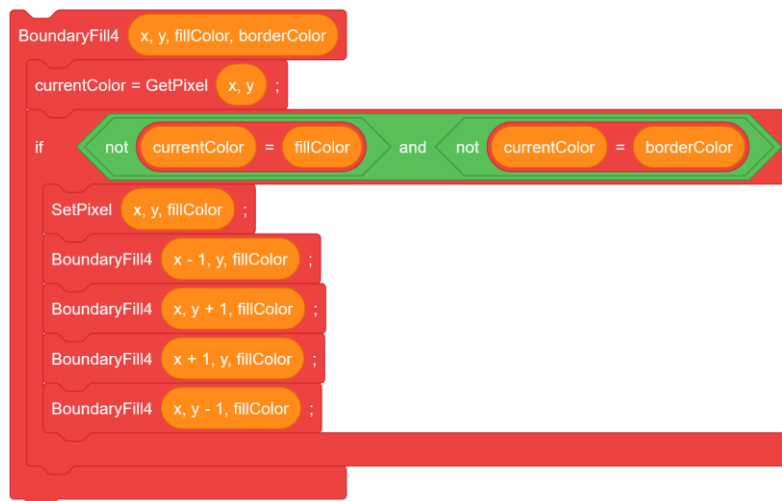 BoundaryFill4 x, y, fillColor, borderColor
currentColor = GetPixel x, y ;
if not currentColor = fillColor and not currentColor = borderColor
SetPixel x, y, fillColor ;
BoundaryFill4 x - 1, y, fillColor ;
BoundaryFill4 x, y + 1, fillColor ;
BoundaryFill4 x + 1, y, fillColor ;
BoundaryFill4 x, y - 1, fillColor ;